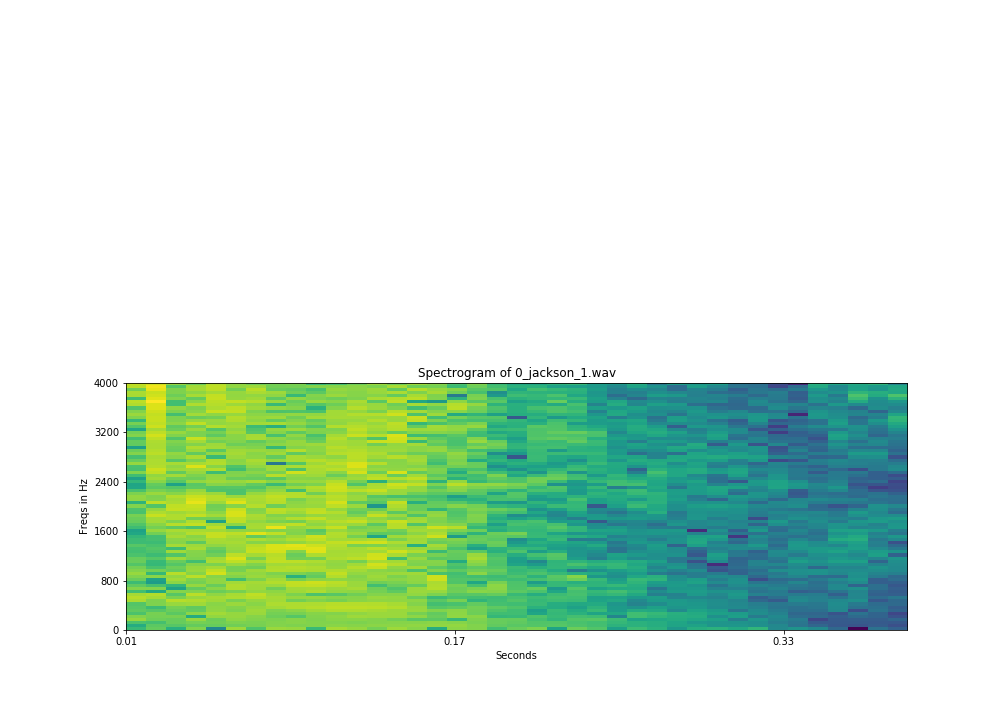 Spectrogram of 0_jackson_1.wav
4000
3200
2400
1600
800
0
Freqs in Hz
0.01 0.17 0.33
Seconds